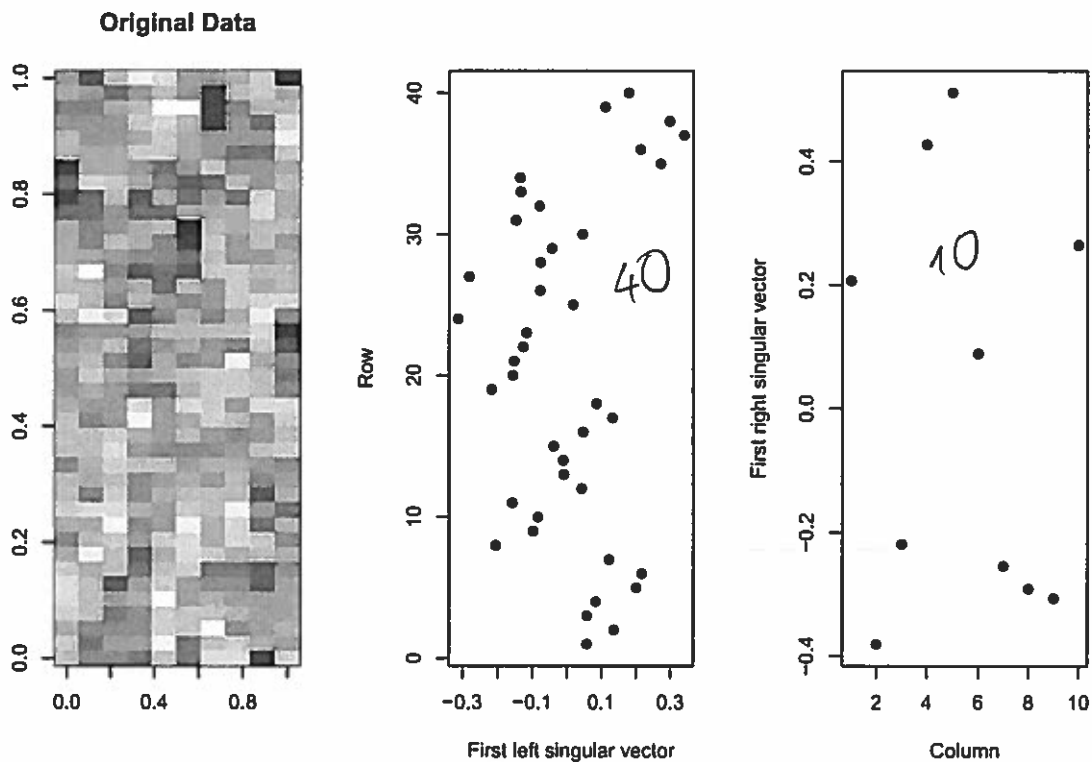 Original Data
1.0
0.8
0.6
0.4
0.2
0.0
0.0 0.4 0.8
40
30
20
10
0
Row
40
-0.3 -0.1 0.1 0.3
First left singular vector
0.4
0.2
0.0
-0.2
-0.4
First right singular vector
10
2 4 6 8 10
Column